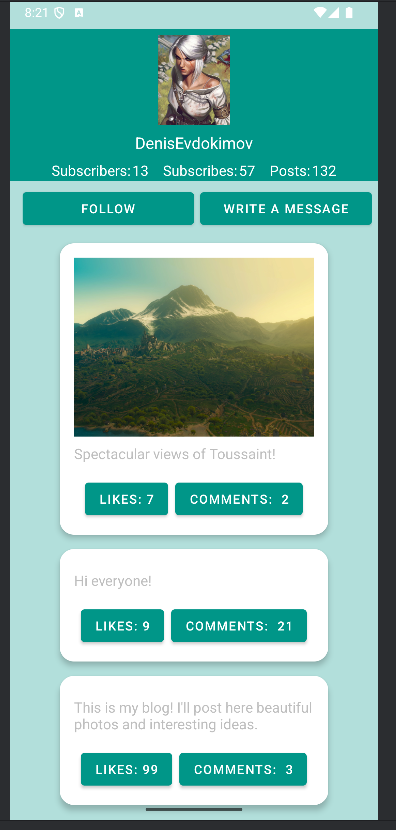 8:21
DenisEvdokimov
Subscribers: 13 Subscribes: 57 Posts: 132
FOLLOW WRITE A MESSAGE
Spectacular views of Toussaint!
LIKES: 7 COMMENTS: 2
Hi everyone!
LIKES: 9 COMMENTS: 21
This is my blog! I'll post here beautiful
photos and interesting ideas.
LIKES: 99 COMMENTS: 3